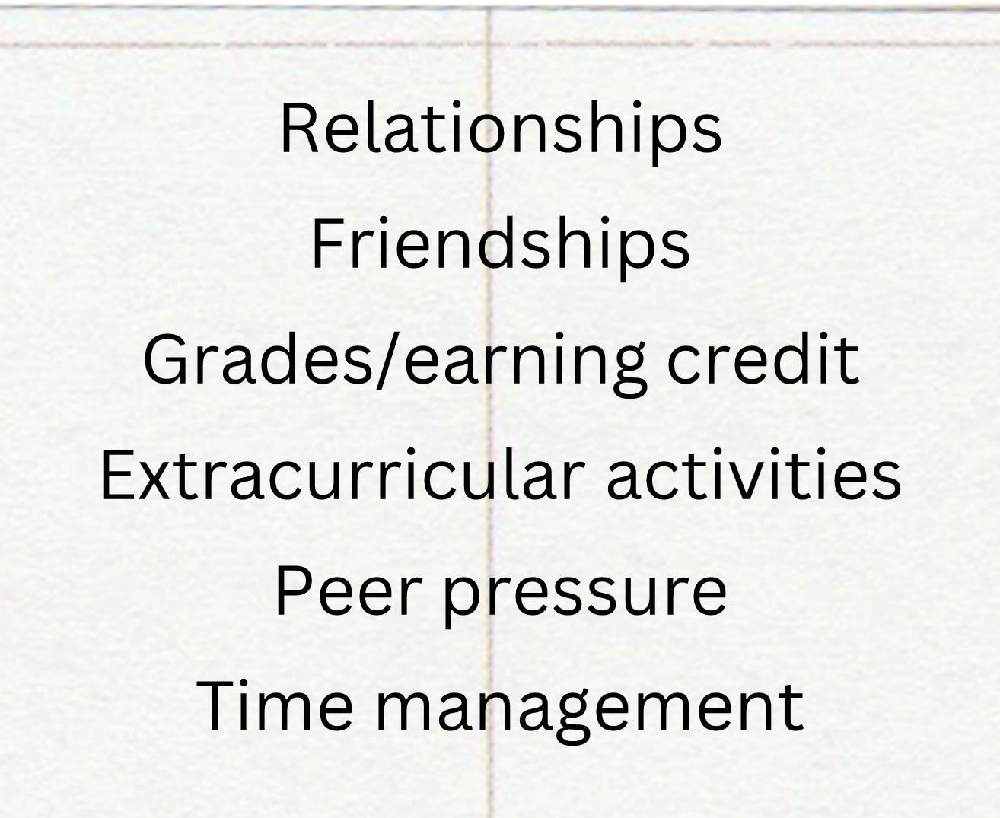 Relationships
Friendships
Grades/earning credit
Extracurricular activities
Peer pressure
Time management